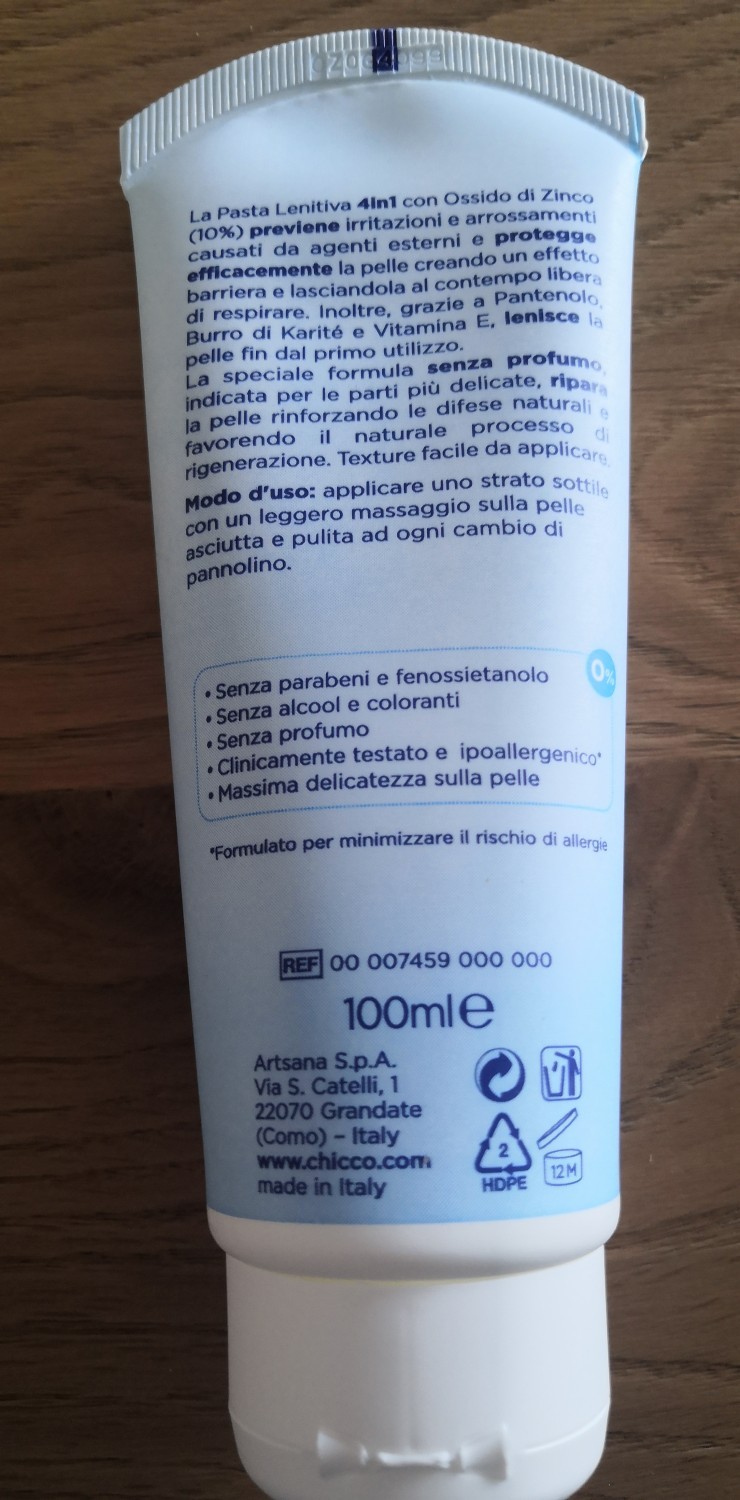 La Pasta Lenitiva 4in1 con Ossido di Zinco
(10%) previene irritazioni e arrossamenti
causati da agenti esterni e protegge
efficacemente la pelle creando un effetto
barriera e lasciandola al contempo libera
di respirare. Inoltre, grazie a Pantenolo,
Burro di Karité e Vitamina E, lenisce la
pelle fin dal primo utilizzo.
La speciale formula senza profumo,
indicata per le parti più delicate, ripara
la pelle rinforzando le difese naturali e
favorendo il naturale processo di
rigenerazione. Texture facile da applicare.
Modo d'uso: applicare uno strato sottile
con un leggero massaggio sulla pelle
asciutta e pulita ad ogni cambio di
pannolino.
0%
• Senza parabeni e fenossietanolo
• Senza alcool e coloranti
• Senza profumo
• Clinicamente testato e ipoallergenico*
• Massima delicatezza sulla pelle
*Formulato per minimizzare il rischio di allergie
REF 00 007459 000 000
100ml e
Artsana S.p.A.
Via S. Catelli, 1
22070 Grandate
(Como) – Italy
www.chicco.com
made in Italy
2
HDPE
12 M